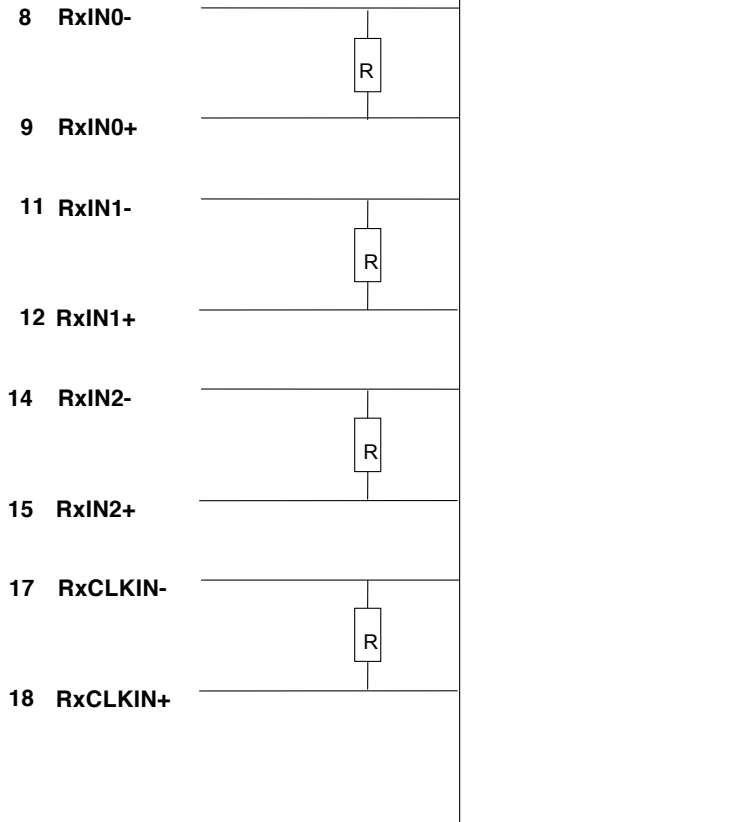 8 RxIN0-
R
9 RxIN0+
11 RxIN1-
R
12 RxIN1+
14 RxIN2-
R
15 RxIN2+
17 RxCLKIN-
R
18 RxCLKIN+